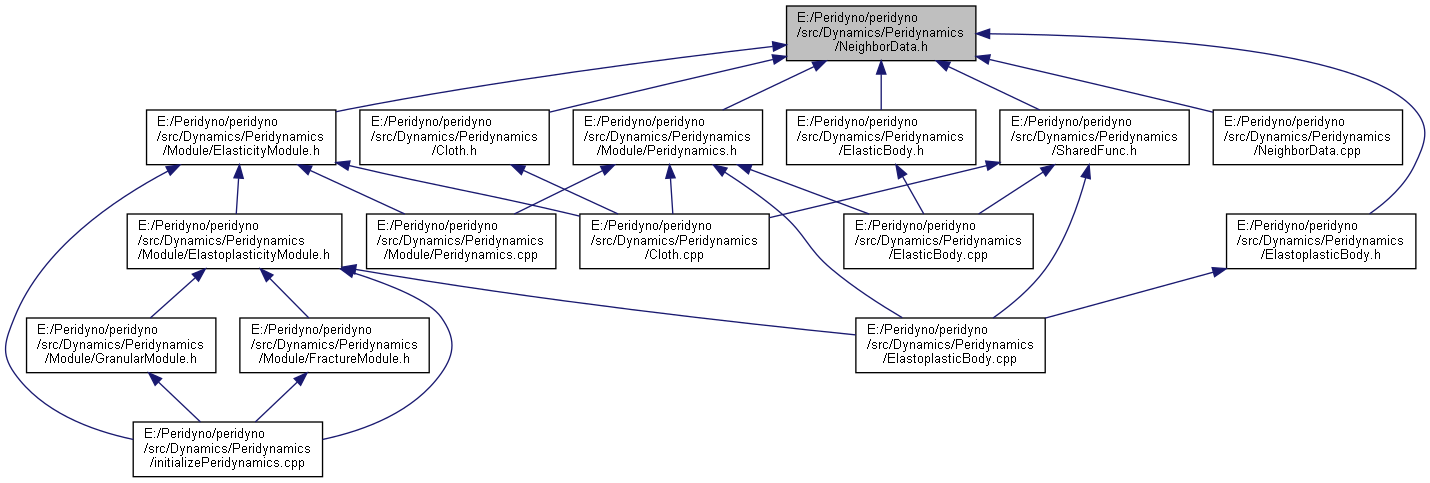 E:/Peridyno/peridyno
/src/Dynamics/Peridynamics
/NeighborData.h
E:/Peridyno/peridyno
/src/Dynamics/Peridynamics
/Module/ElasticityModule.h
E:/Peridyno/peridyno
/src/Dynamics/Peridynamics
/Cloth.h
E:/Peridyno/peridyno
/src/Dynamics/Peridynamics
/Module/Peridynamics.h
E:/Peridyno/peridyno
/src/Dynamics/Peridynamics
/ElasticBody.h
E:/Peridyno/peridyno
/src/Dynamics/Peridynamics
/SharedFunc.h
E:/Peridyno/peridyno
/src/Dynamics/Peridynamics
/NeighborData.cpp
E:/Peridyno/peridyno
/src/Dynamics/Peridynamics
/Module/ElastoplasticityModule.h
E:/Peridyno/peridyno
/src/Dynamics/Peridynamics
/Module/Peridynamics.cpp
E:/Peridyno/peridyno
/src/Dynamics/Peridynamics
/Cloth.cpp
E:/Peridyno/peridyno
/src/Dynamics/Peridynamics
/ElasticBody.cpp
E:/Peridyno/peridyno
/src/Dynamics/Peridynamics
/ElastoplasticBody.h
E:/Peridyno/peridyno
/src/Dynamics/Peridynamics
/Module/GranularModule.h
E:/Peridyno/peridyno
/src/Dynamics/Peridynamics
/Module/FractureModule.h
E:/Peridyno/peridyno
/src/Dynamics/Peridynamics
/ElastoplasticBody.cpp
E:/Peridyno/peridyno
/src/Dynamics/Peridynamics
/initializePeridynamics.cpp